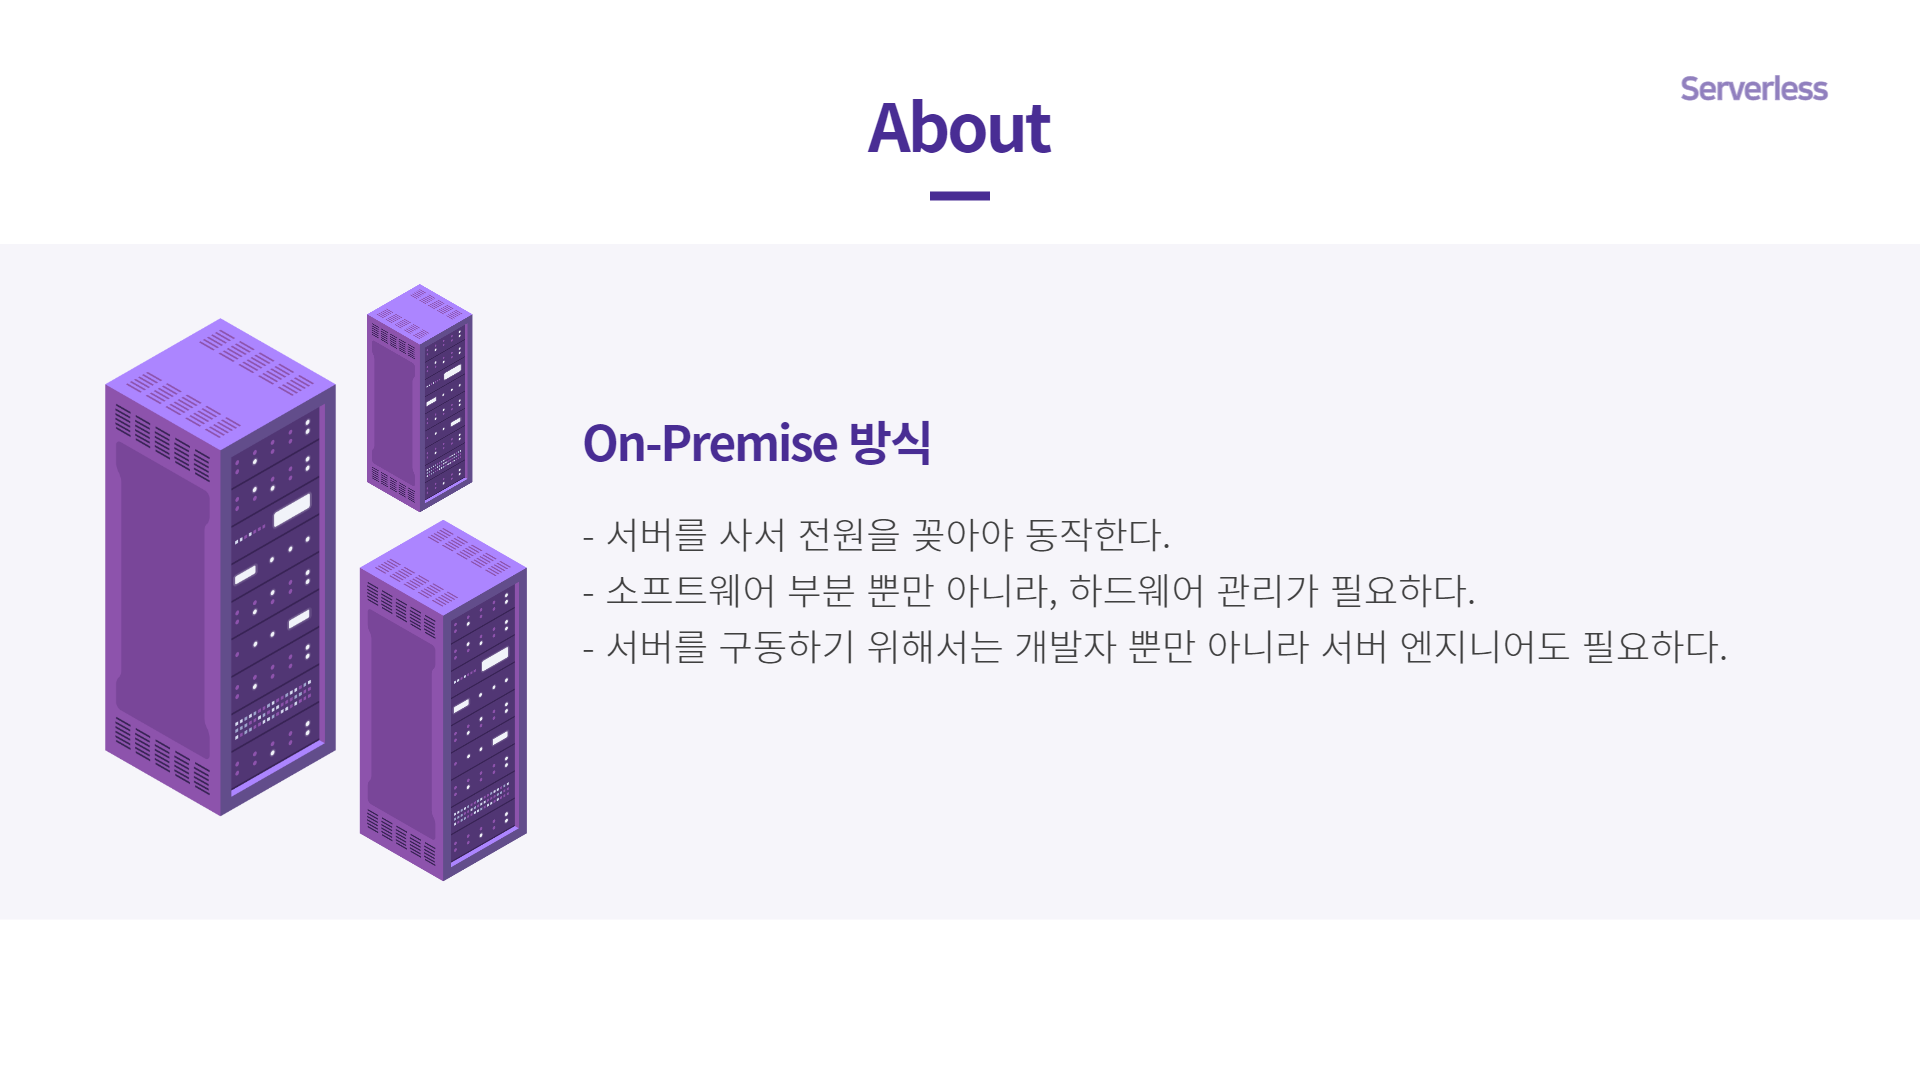 Serverless
About
On-Premise 방식
- 서버를 사서 전원을 꽂아야 동작한다.
- 소프트웨어 부분 뿐만 아니라, 하드웨어 관리가 필요하다.
- 서버를 구동하기 위해서는 개발자 뿐만 아니라 서버 엔지니어도 필요하다.